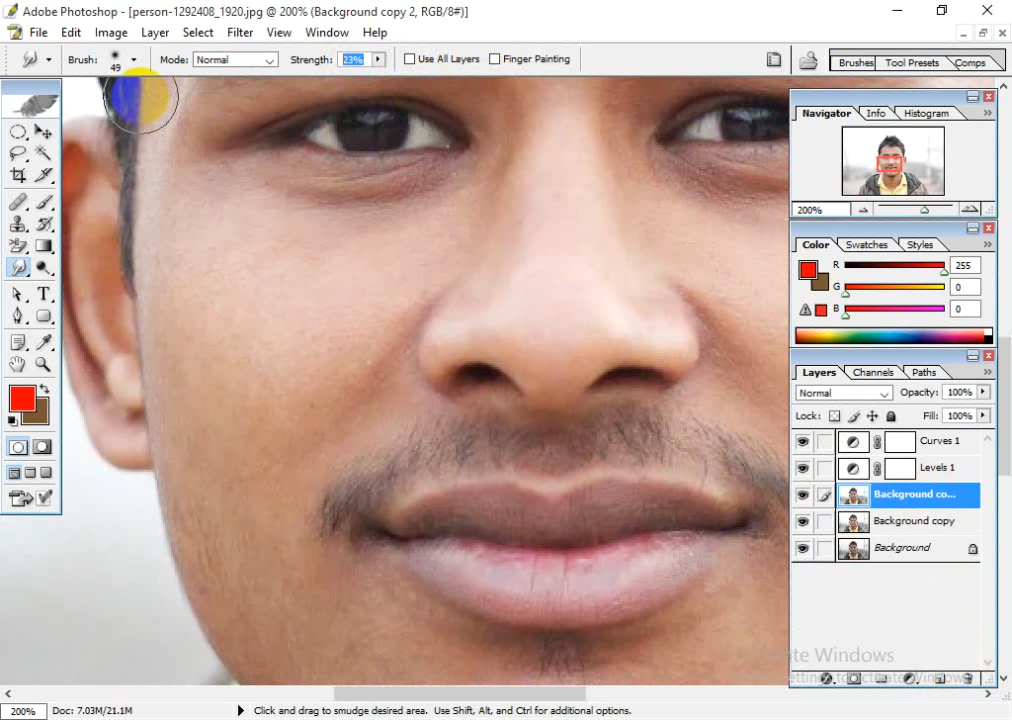 Adobe Photoshop - [person-1292408_1920.jpg @ 200% (Background copy 2, RGB/8#)]
File Edit Image Layer Select Filter View Window Help
Brush: 49 Mode: Normal Strength: 23% Use All Layers Finger Painting Brushes Tool Presets Comps
Navigator Info Histogram
200%
Color Swatches Styles
R 255
G 0
B 0
Layers Channels Paths
Normal Opacity: 100%
Lock: Fill: 100%
Curves 1
Levels 1
Background co...
Background copy
Background
Windows
200% Doc: 7.03M/21.1M Click and drag to smudge desired area. Use Shift, Alt, and Ctrl for additional options.